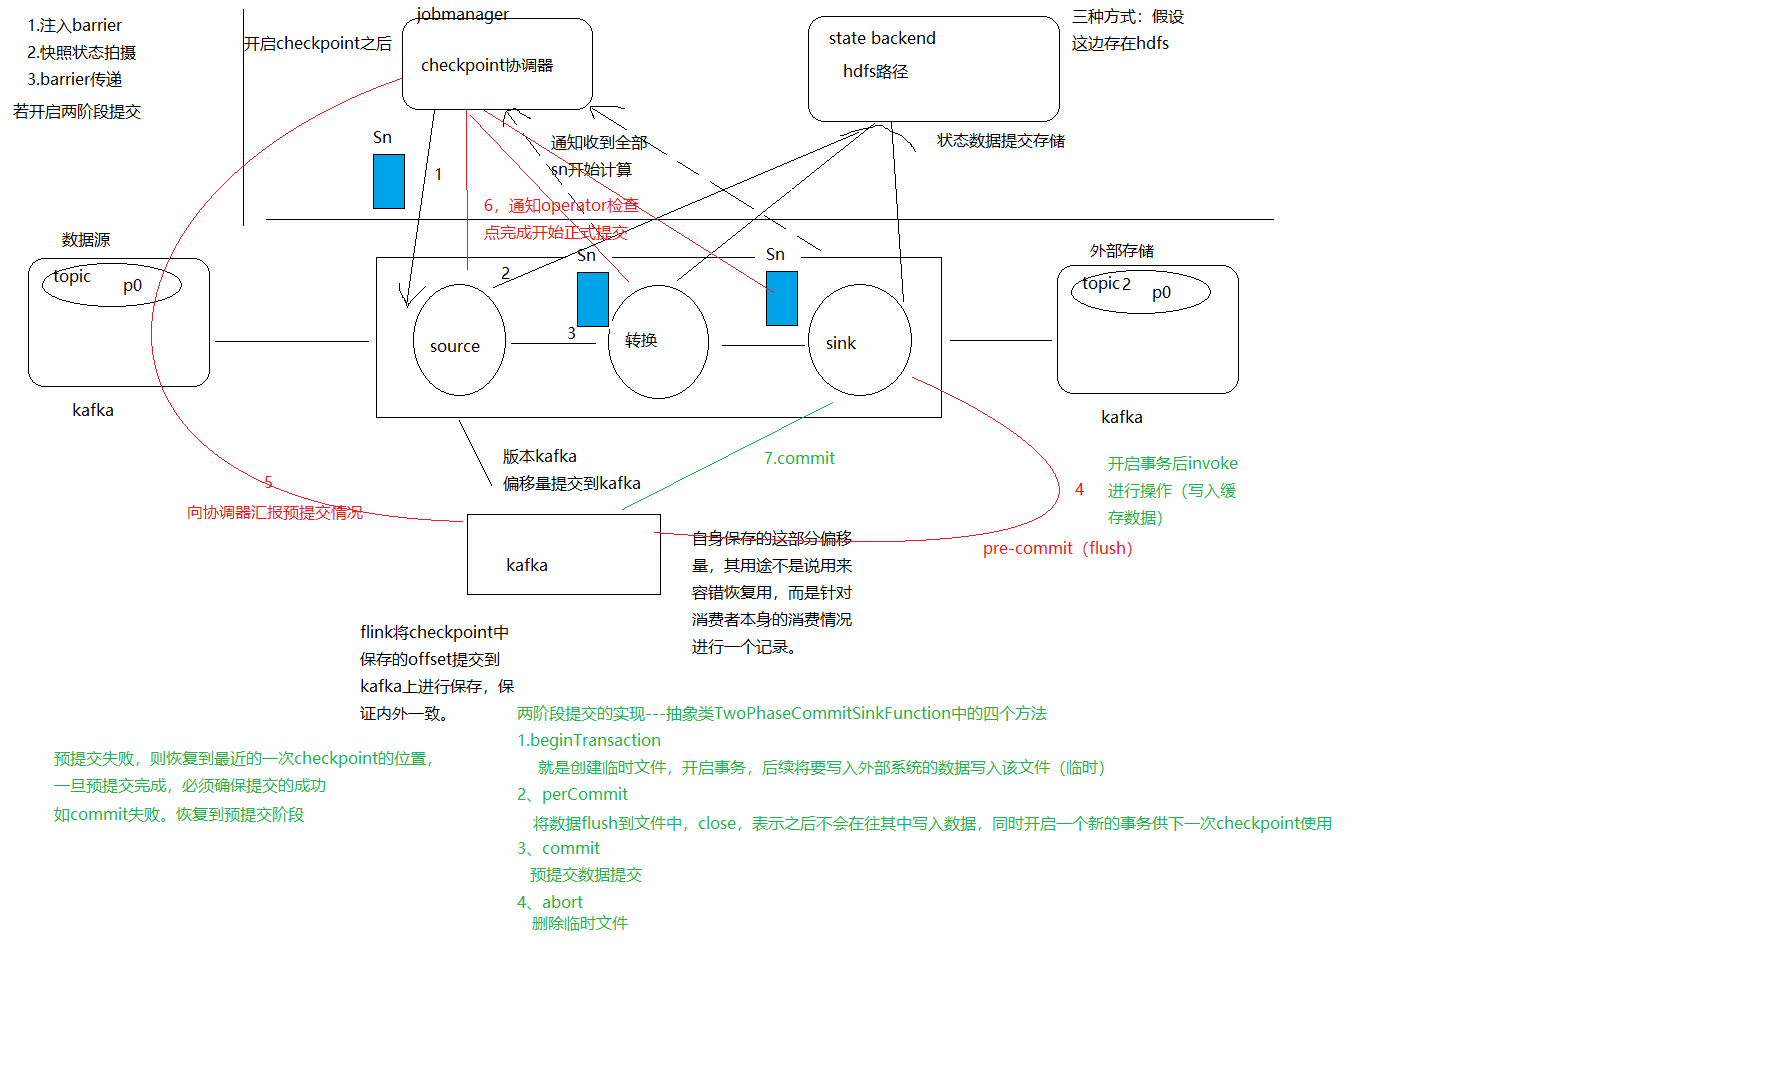 1.注入barrier
2.快照状态拍摄
3.barrier传递
若开启两阶段提交
开启checkpoint之后
jobmanager
checkpoint协调器
state backend
hdfs路径
三种方式：假设
这边存在hdfs
Sn
1
通知收到全部
sn开始计算
状态数据提交存储
6，通知operator检查
点完成开始正式提交
数据源
topic
p0
kafka
2
Sn
Sn
source
3
转换
sink
外部存储
topic 2
p0
kafka
版本kafka
偏移量提交到kafka
7.commit
5
向协调器汇报预提交情况
4
开启事务后invoke
进行操作（写入缓
存数据）
pre-commit（flush）
kafka
自身保存的这部分偏移
量，其用途不是说用来
容错恢复用，而是针对
消费者本身的消费情况
进行一个记录。
flink将checkpoint中
保存的offset提交到
kafka上进行保存，保
证内外一致。
预提交失败，则恢复到最近的一次checkpoint的位置，
一旦预提交完成，必须确保提交的成功
如commit失败。恢复到预提交阶段
两阶段提交的实现---抽象类TwoPhaseCommitSinkFunction中的四个方法
1.beginTransaction
就是创建临时文件，开启事务，后续将要写入外部系统的数据写入该文件（临时）
2、perCommit
将数据flush到文件中，close，表示之后不会在往其中写入数据，同时开启一个新的事务供下一次checkpoint使用
3、commit
预提交数据提交
4、abort
删除临时文件